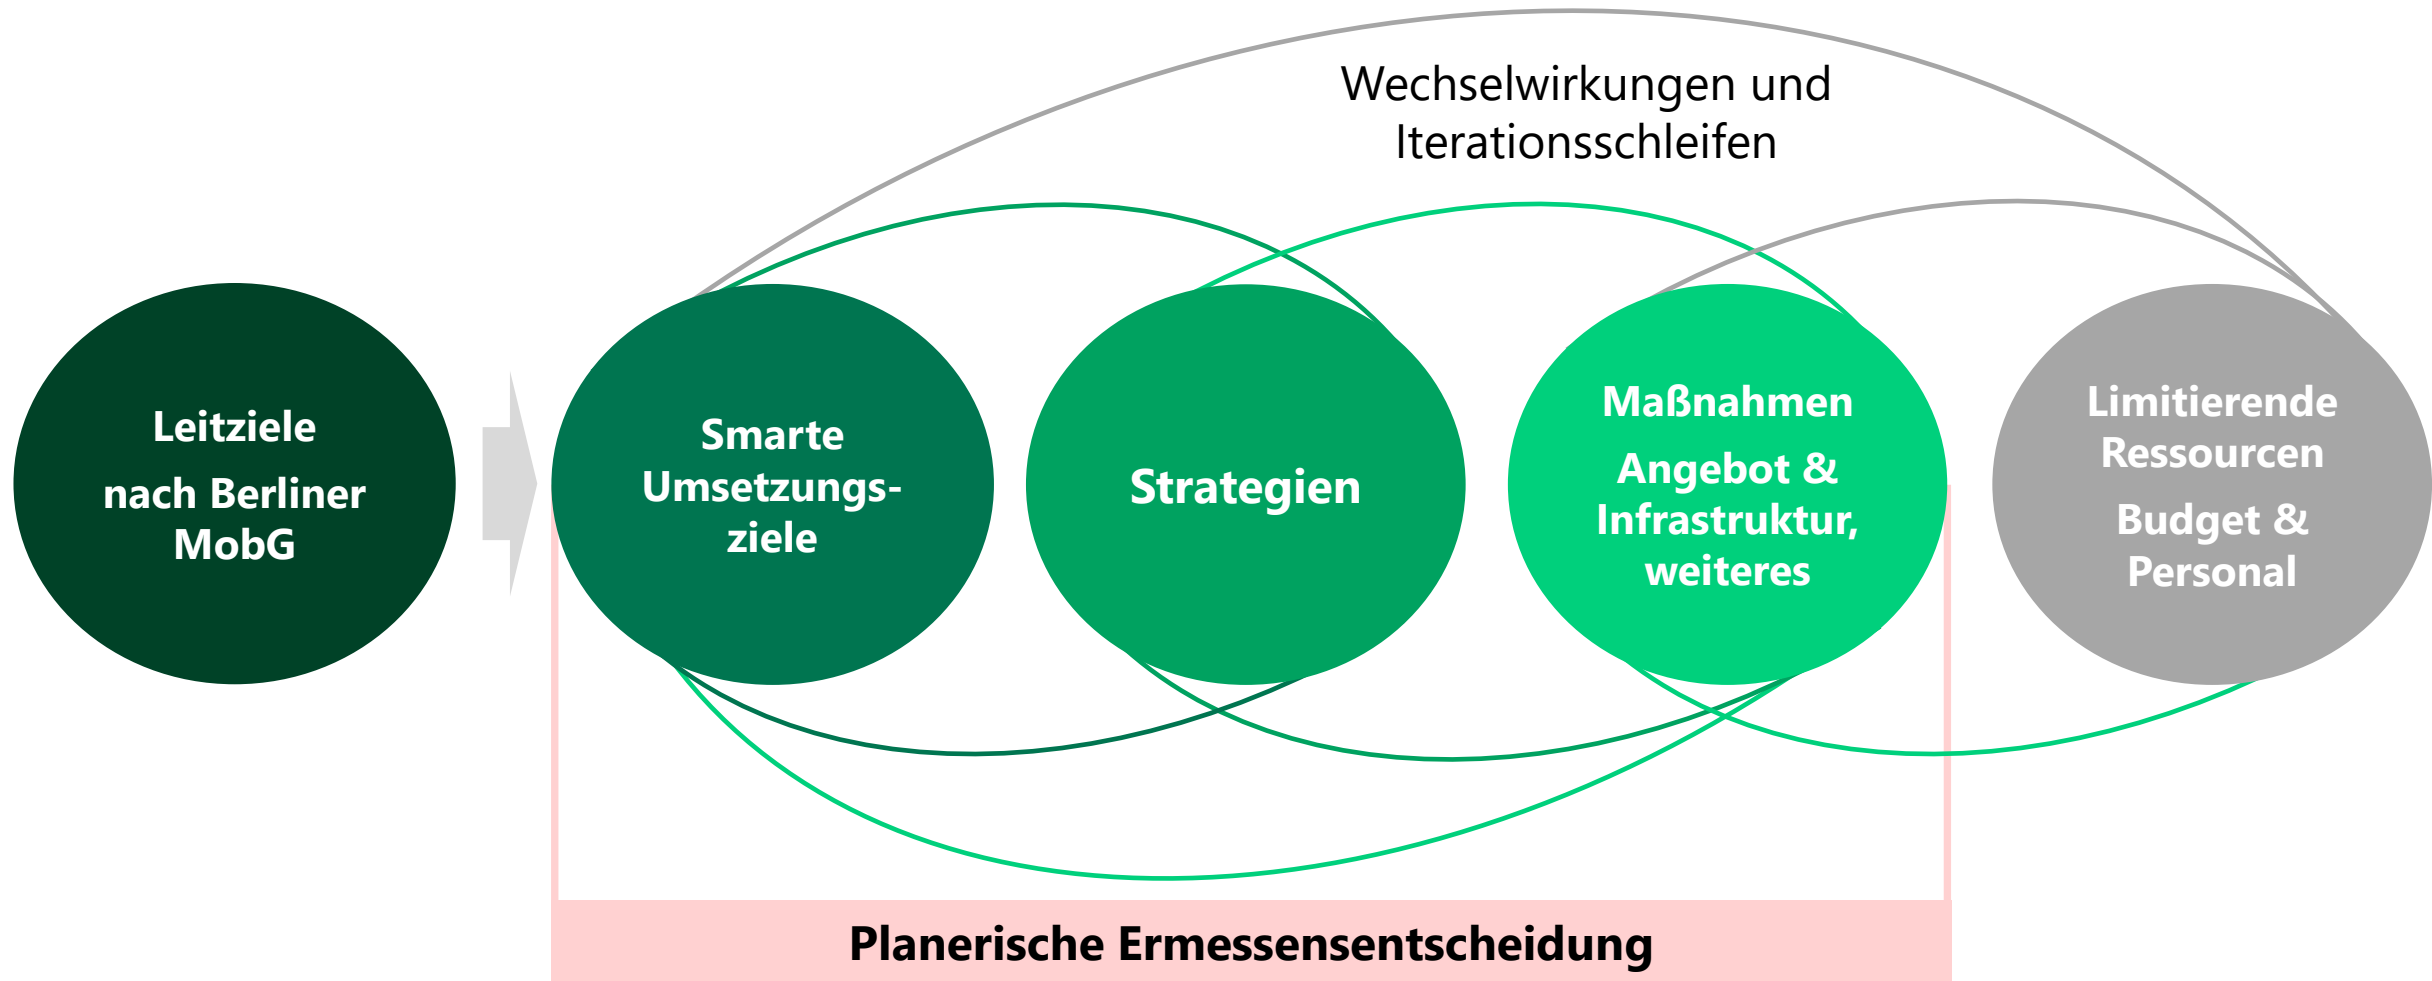 Wechselwirkungen und
Iterationsschleifen
Leitziele
nach Berliner
MobG
Smarte
Umsetzungs-
ziele
Strategien
Maßnahmen
Angebot &
Infrastruktur,
weiteres
Limitierende
Ressourcen
Budget &
Personal
Planerische Ermessensentscheidung